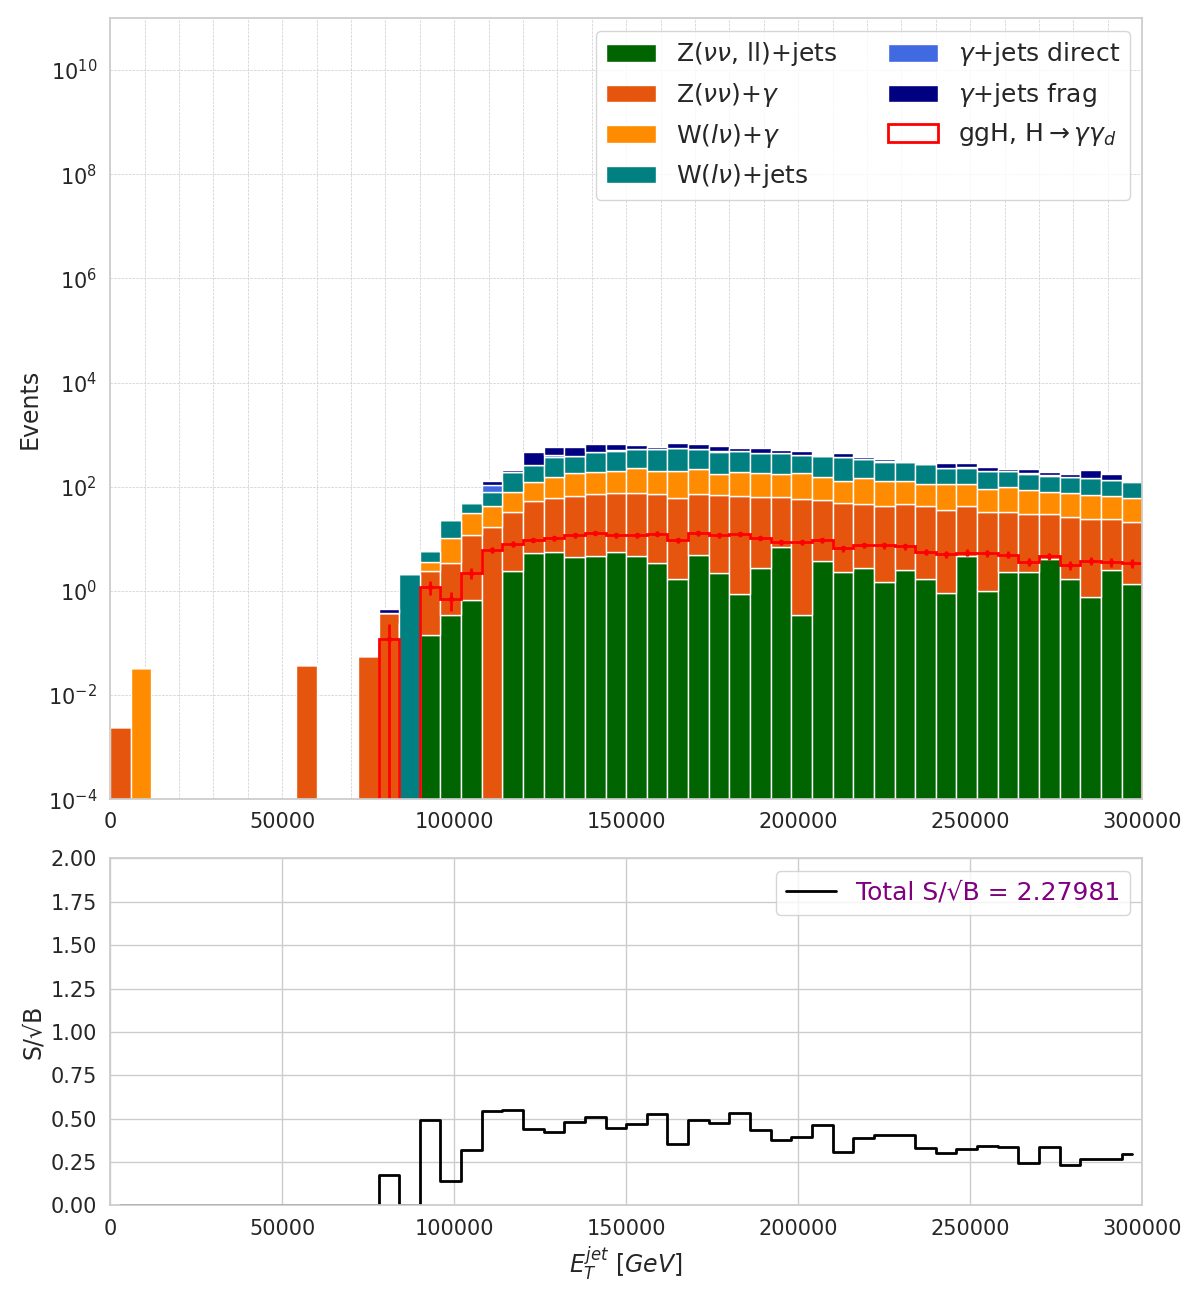 Z(νν, ll)+jets
Z(νν)+γ
W(lν)+γ
W(lν)+jets
γ+jets direct
γ+jets frag
ggH, H→γγ_d
Events
10^10
10^8
10^6
10^4
10^2
10^0
10^−2
10^−4
0 50000 100000 150000 200000 250000 300000
Total S/√B = 2.27981
S/√B
2.00
1.75
1.50
1.25
1.00
0.75
0.50
0.25
0.00
0 50000 100000 150000 200000 250000 300000
E_T^jet [GeV]